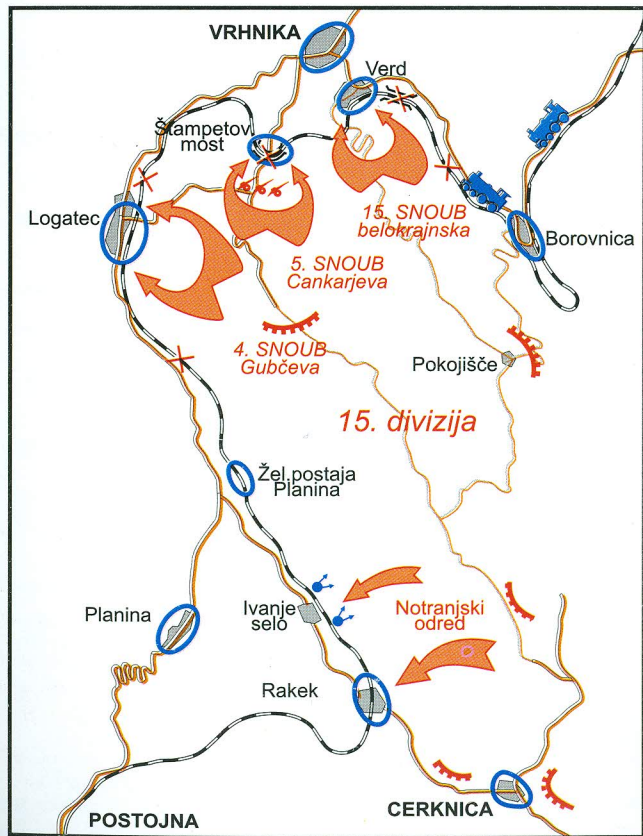 VRHNIKA
Verd
Štampetov
most
Logatec
15. SNOUB
belokrajnska
Borovnica
5. SNOUB
Cankarjeva
4. SNOUB
Gubčeva
Pokojišče
15. divizija
Žel.postaja
Planina
Planina
Ivanje
selo
Notranjski
odred
Rakek
POSTOJNA
CERKNICA